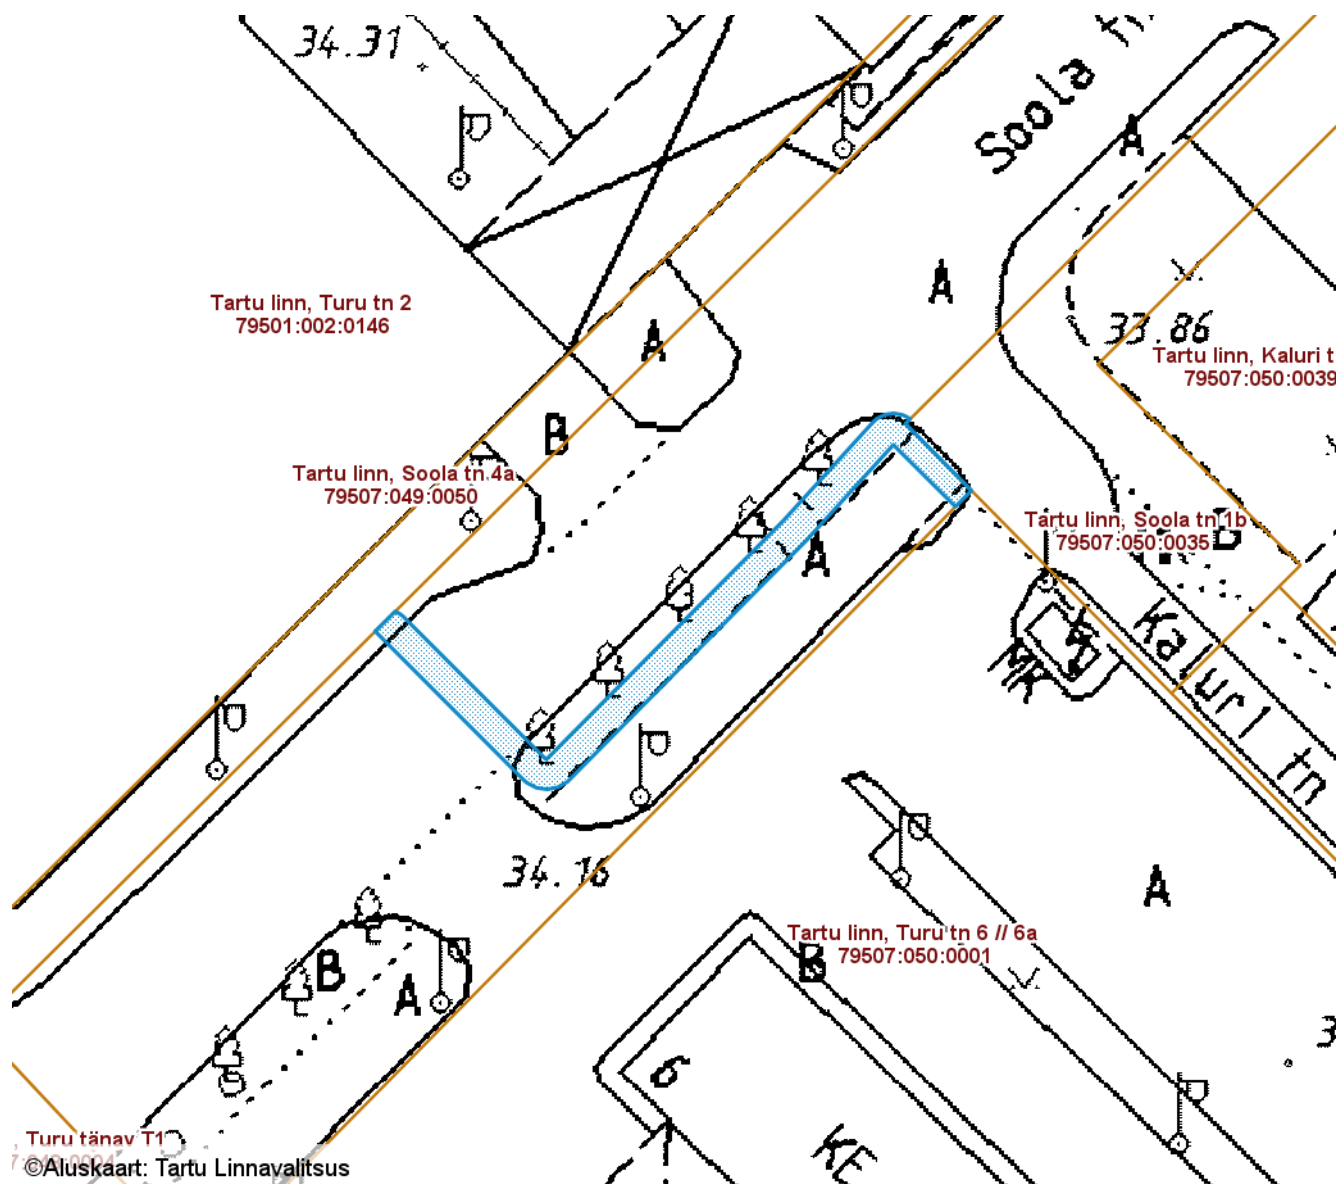 34.31
Soola
A
A
Tartu linn, Turu tn 2
79501:002:0146
33.86
A
Tartu linn, Kaluri t
79507:050:0039
B
Tartu linn, Soola tn 4a
79507:049:0050
A
Tartu linn, Soola tn 1b
79507:050:0035
B
Kaluri tn
MK
34.16
A
Tartu linn, Turu tn 6 // 6a
79507:050:0001
B
B
A
6
KE
, Turu tänav T1
©Aluskaart: Tartu Linnavalitsus